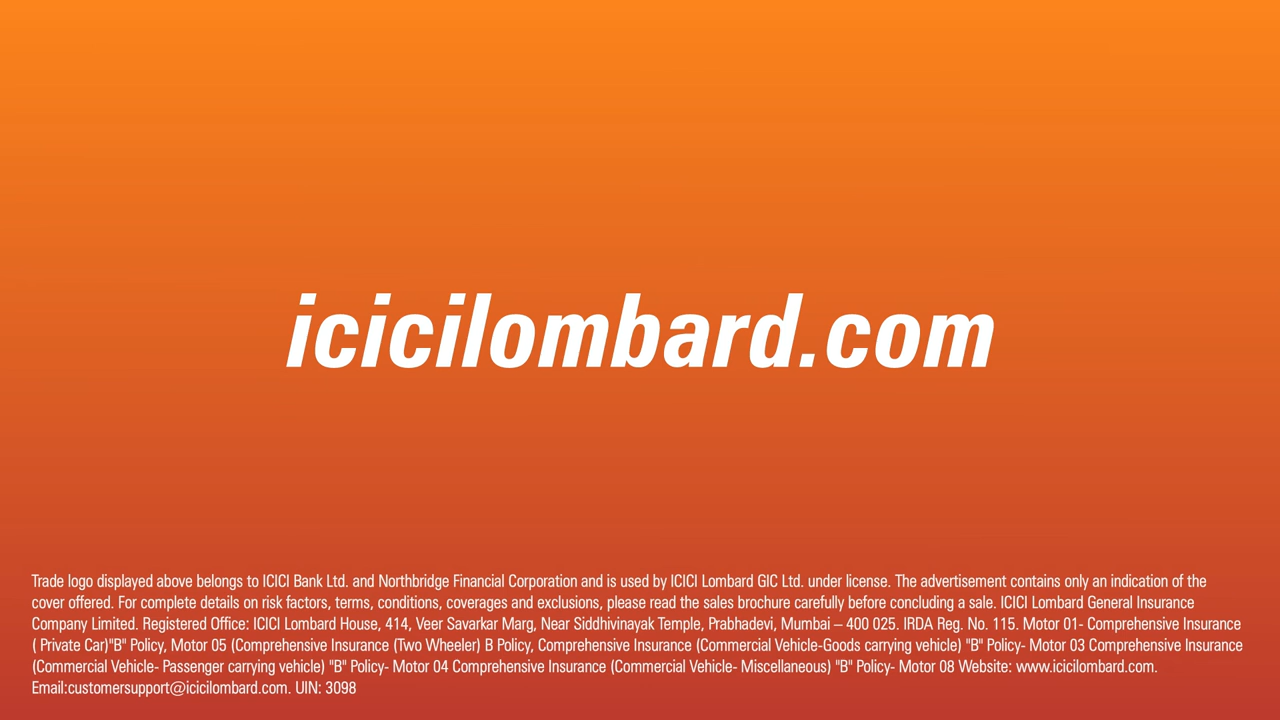 icicilombard.com
Trade logo displayed above belongs to ICICI Bank Ltd. and Northbridge Financial Corporation and is used by ICICI Lombard GIC Ltd. under license. The advertisement contains only an indication of the
cover offered. For complete details on risk factors, terms, conditions, coverages and exclusions, please read the sales brochure carefully before concluding a sale. ICICI Lombard General Insurance
Company Limited. Registered Office: ICICI Lombard House, 414, Veer Savarkar Marg, Near Siddhivinayak Temple, Prabhadevi, Mumbai – 400 025. IRDA Reg. No. 115. Motor 01- Comprehensive Insurance
( Private Car)"B" Policy, Motor 05 (Comprehensive Insurance (Two Wheeler) B Policy, Comprehensive Insurance (Commercial Vehicle-Goods carrying vehicle) "B" Policy- Motor 03 Comprehensive Insurance
(Commercial Vehicle- Passenger carrying vehicle) "B" Policy- Motor 04 Comprehensive Insurance (Commercial Vehicle- Miscellaneous) "B" Policy- Motor 08 Website: www.icicilombard.com.
Email:customersupport@icicilombard.com. UIN: 3098